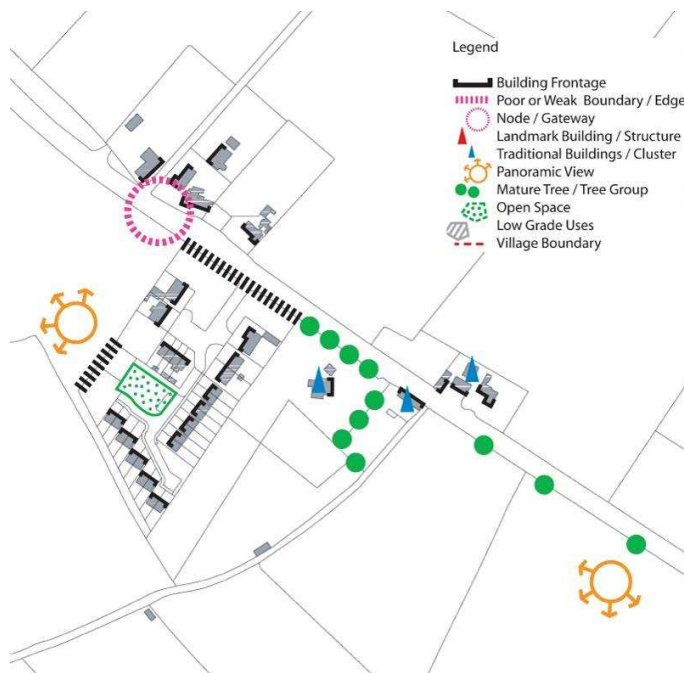 Legend
Building Frontage
Poor or Weak Boundary / Edge
Node / Gateway
Landmark Building / Structure
Traditional Buildings / Cluster
Panoramic View
Mature Tree / Tree Group
Open Space
Low Grade Uses
Village Boundary